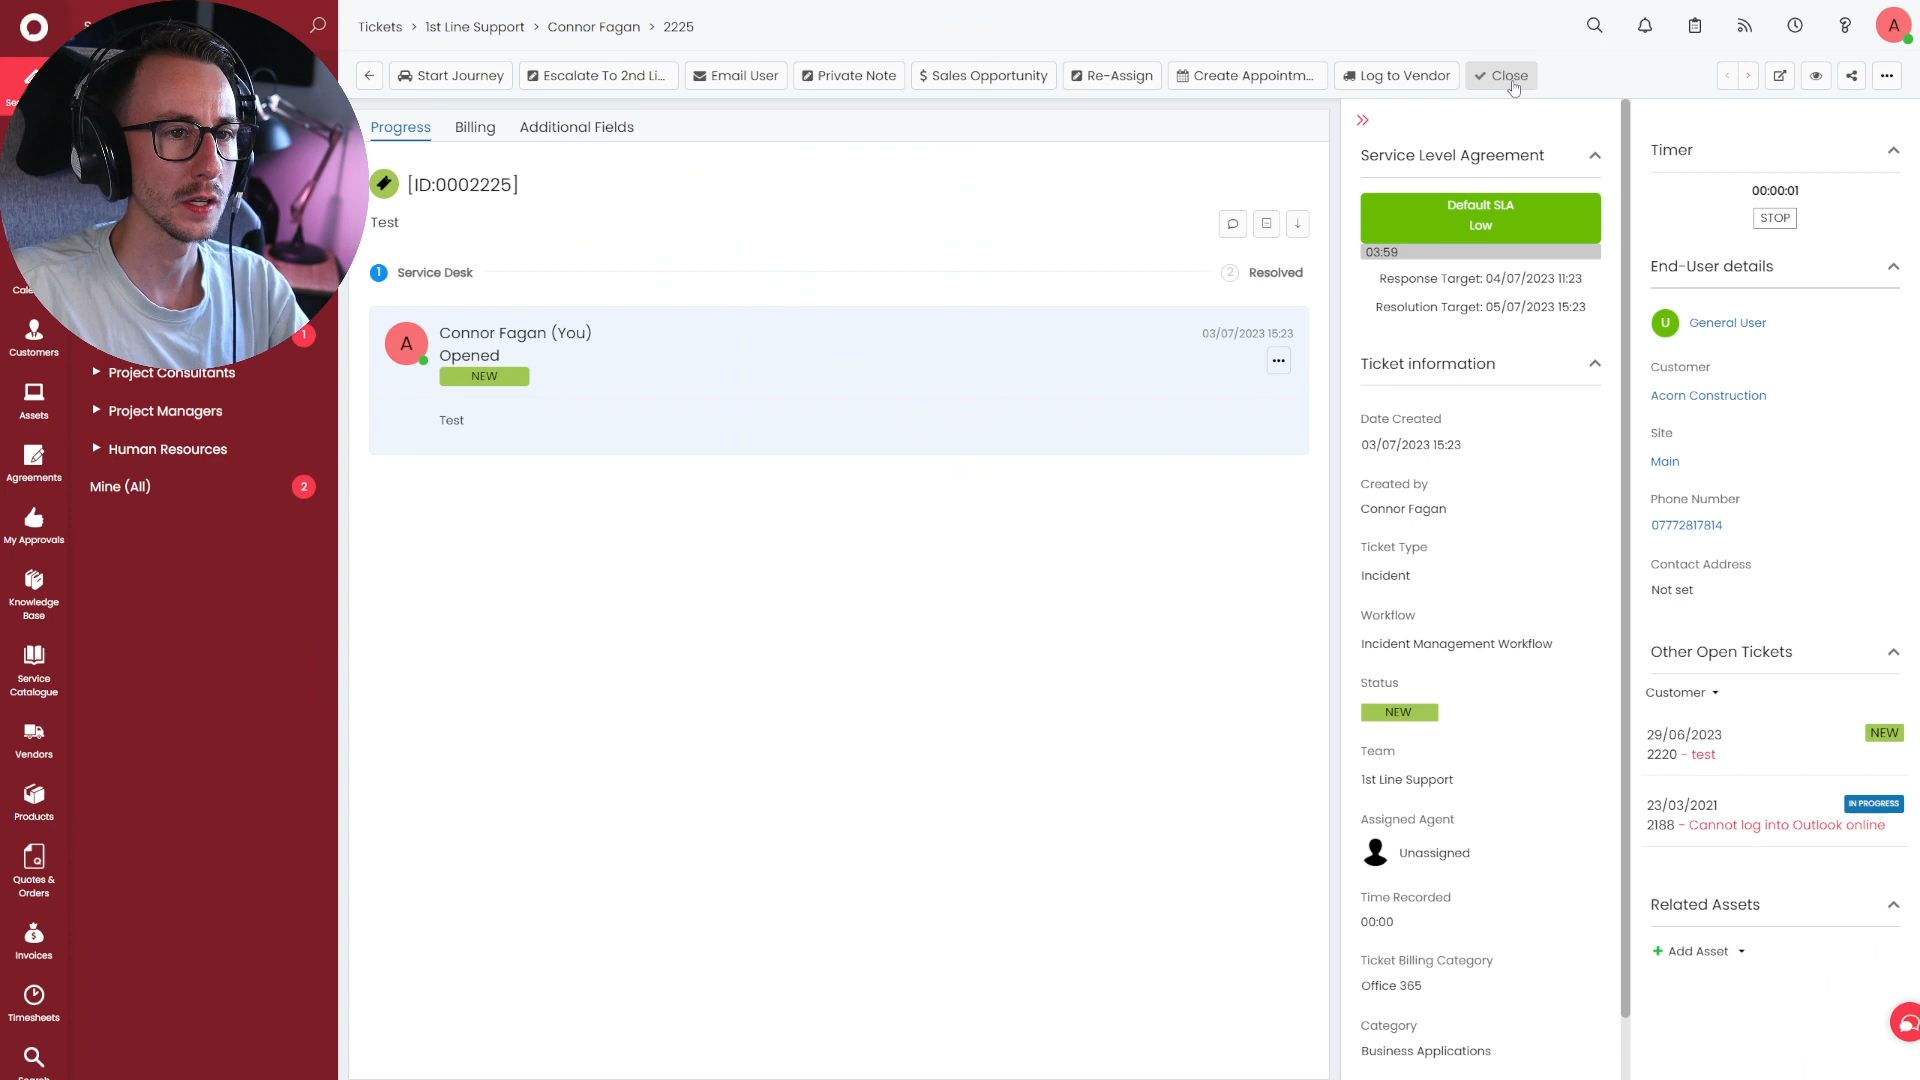 Tickets > 1st Line Support > Connor Fagan > 2225
A
Start Journey
Escalate To 2nd Li...
Email User
Private Note
$ Sales Opportunity
Re-Assign
Create Appointm...
Log to Vendor
Close
Customers
Assets
Agreements
My Approvals
Knowledge
Base
Service
Catalogue
Vendors
Products
Quotes &
Orders
Invoices
Timesheets
1
Project Consultants
Project Managers
Human Resources
Mine (All)
2
Progress
Billing
Additional Fields
[ID:0002225]
Test
1 Service Desk
2 Resolved
A
Connor Fagan (You)
Opened
NEW
03/07/2023 15:23
Test
Service Level Agreement
Default SLA
Low
03:59
Response Target: 04/07/2023 11:23
Resolution Target: 05/07/2023 15:23
Ticket information
Date Created
03/07/2023 15:23
Created by
Connor Fagan
Ticket Type
Incident
Workflow
Incident Management Workflow
Status
NEW
Team
1st Line Support
Assigned Agent
Unassigned
Time Recorded
00:00
Ticket Billing Category
Office 365
Category
Business Applications
Timer
00:00:01
STOP
End-User details
U General User
Customer
Acorn Construction
Site
Main
Phone Number
07772817814
Contact Address
Not set
Other Open Tickets
Customer
29/06/2023
NEW
2220 - test
23/03/2021
IN PROGRESS
2188 - Cannot log into Outlook online
Related Assets
+ Add Asset